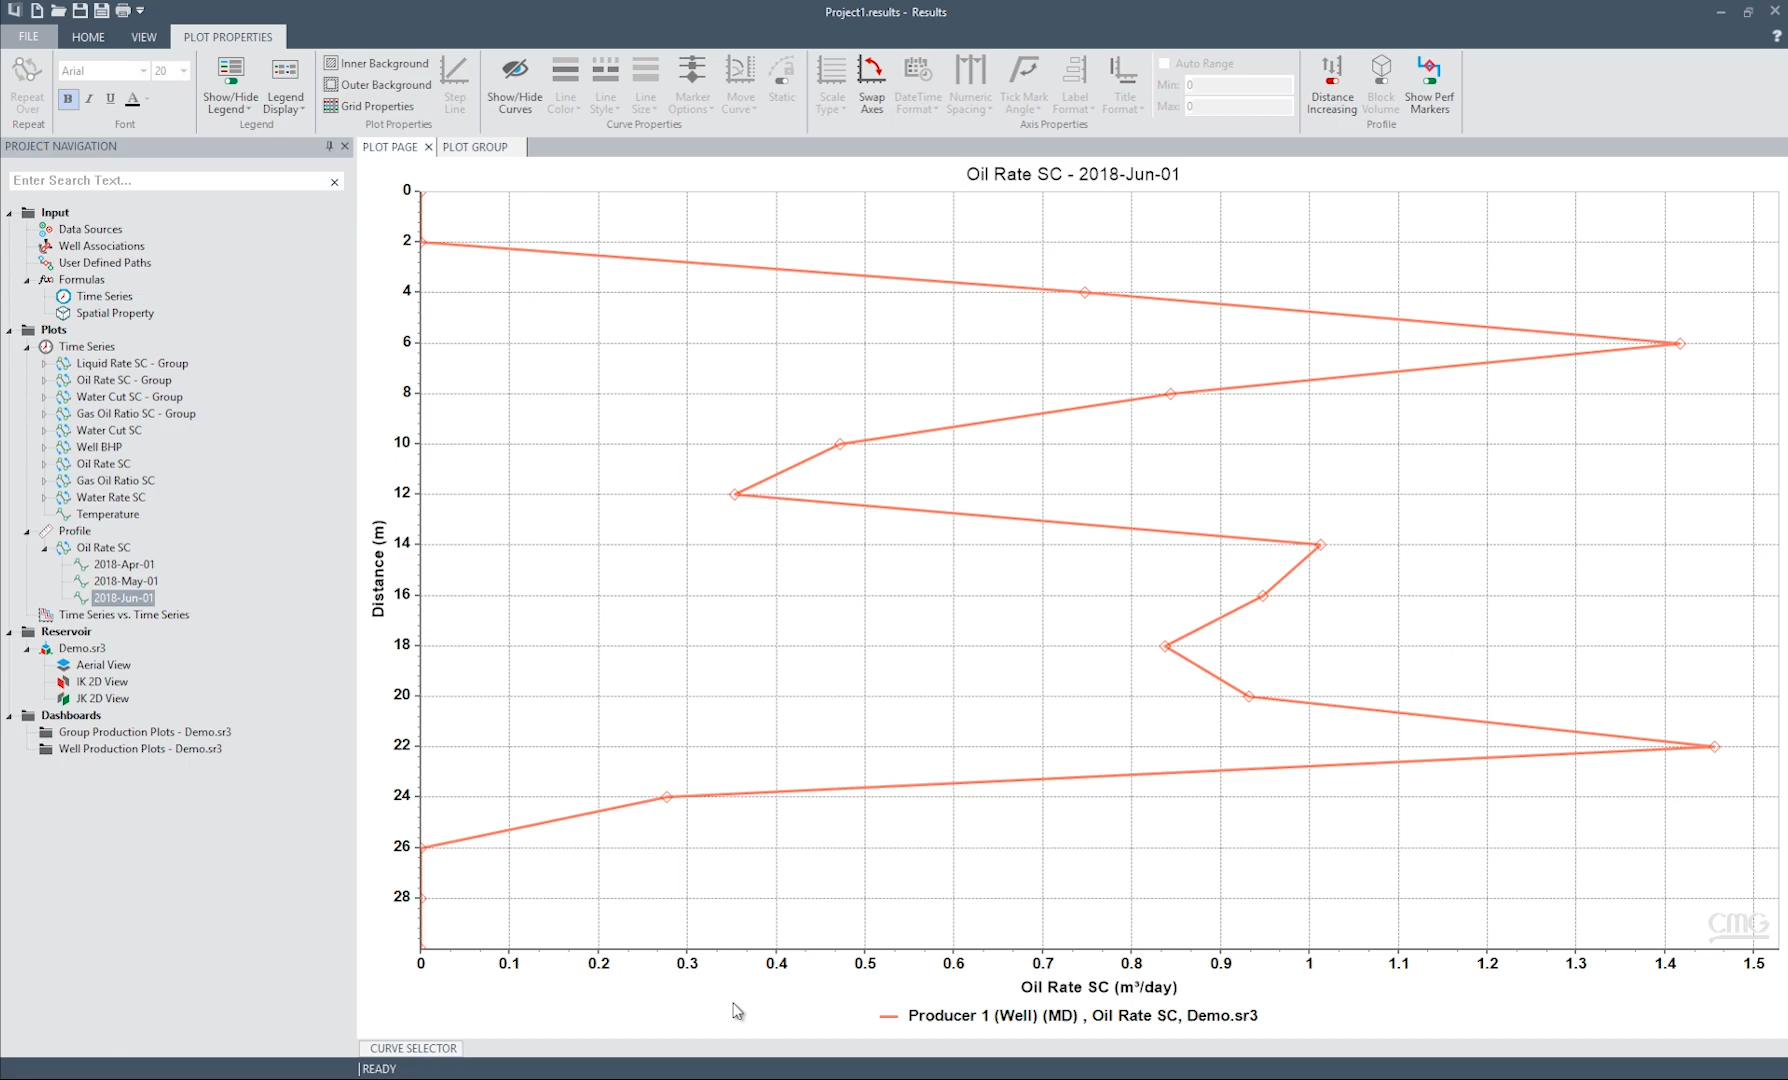 Project1.results - Results
FILE HOME VIEW PLOT PROPERTIES
Repeat Over
Repeat
Arial 20
B I U A
Font
Show/Hide Legend
Legend Display
Legend
Inner Background
Outer Background
Grid Properties
Step Line
Plot Properties
Show/Hide Curves
Line Color
Line Style
Line Size
Marker Options
Move Curve
Static
Curve Properties
Scale Type
Swap Axes
DateTime Format
Numeric Spacing
Tick Mark Angle
Label Format
Title Format
Auto Range
Min: 0
Max: 0
Axis Properties
Distance Increasing
Block Volume
Show Perf Markers
Profile
PROJECT NAVIGATION
PLOT PAGE PLOT GROUP
Enter Search Text...
Input
Data Sources
Well Associations
User Defined Paths
Formulas
Time Series
Spatial Property
Plots
Time Series
Liquid Rate SC - Group
Oil Rate SC - Group
Water Cut SC - Group
Gas Oil Ratio SC - Group
Water Cut SC
Well BHP
Oil Rate SC
Gas Oil Ratio SC
Water Rate SC
Temperature
Profile
Oil Rate SC
2018-Apr-01
2018-May-01
2018-Jun-01
Time Series vs. Time Series
Reservoir
Demo.sr3
Aerial View
IK 2D View
JK 2D View
Dashboards
Group Production Plots - Demo.sr3
Well Production Plots - Demo.sr3
Oil Rate SC - 2018-Jun-01
0
2
4
6
8
10
12
14
16
18
20
22
24
26
28
Distance (m)
0 0.1 0.2 0.3 0.4 0.5 0.6 0.7 0.8 0.9 1 1.1 1.2 1.3 1.4 1.5
Oil Rate SC (m³/day)
Producer 1 (Well) (MD) , Oil Rate SC, Demo.sr3
CMG
CURVE SELECTOR
READY